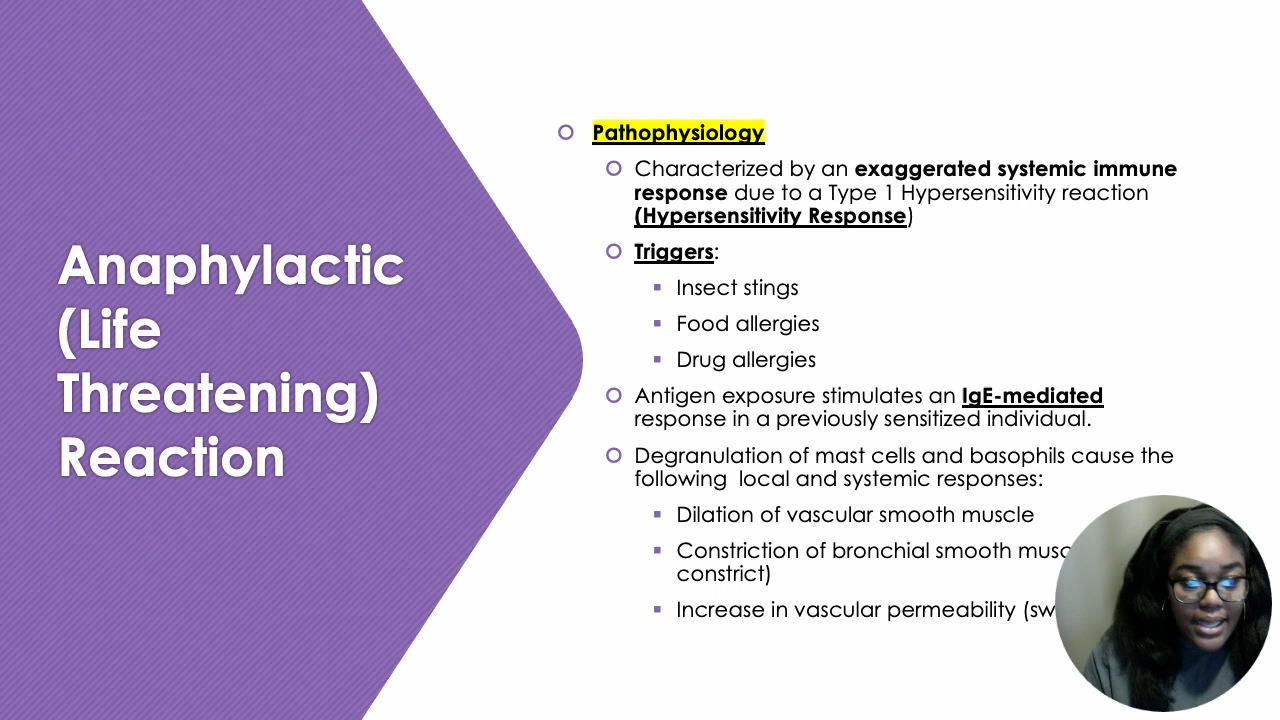 Anaphylactic
(Life
Threatening)
Reaction
Pathophysiology
Characterized by an exaggerated systemic immune
response due to a Type 1 Hypersensitivity reaction
(Hypersensitivity Response)
Triggers:
Insect stings
Food allergies
Drug allergies
Antigen exposure stimulates an IgE-mediated
response in a previously sensitized individual.
Degranulation of mast cells and basophils cause the
following local and systemic responses:
Dilation of vascular smooth muscle
Constriction of bronchial smooth
constrict)
Increase in vascular permeability